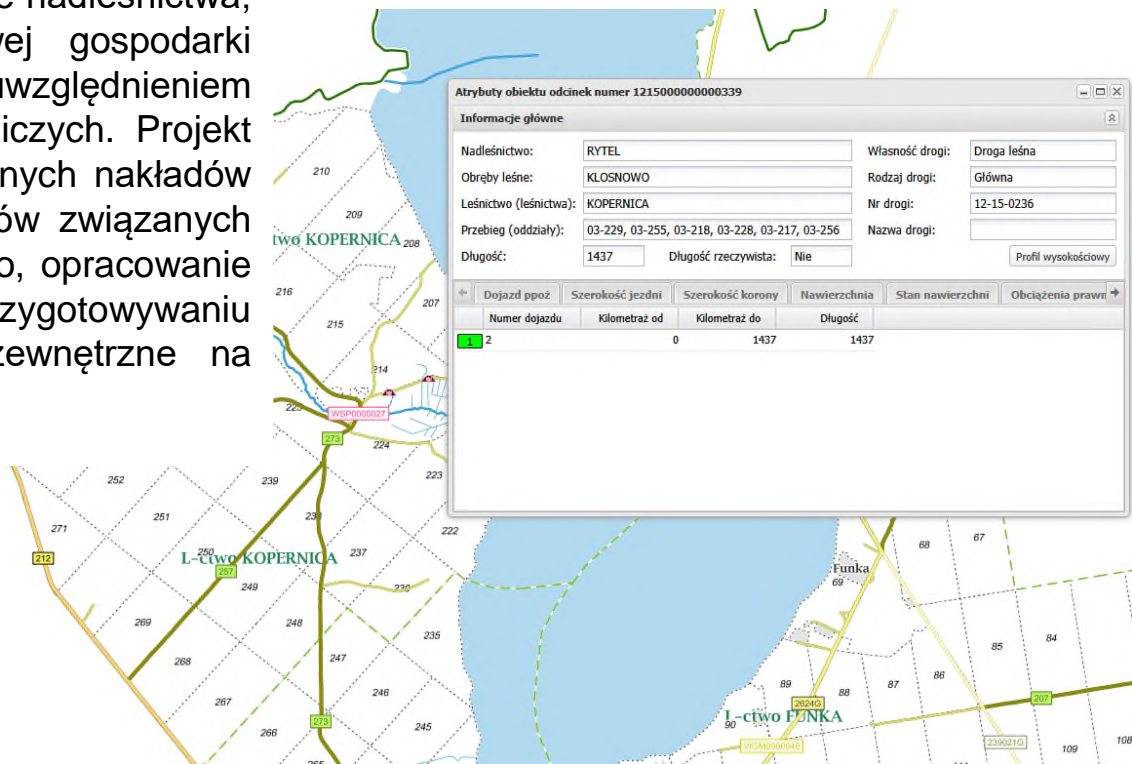 e nadleśnictwa,
wej gospodarki
uwzględnieniem
niczych. Projekt
nych nakładów
ów związanych
o, opracowanie
zygotowywaniu
zewnętrzne na
Atrybuty obiektu odcinek numer 1215000000000339
Informacje główne
Nadleśnictwo: RYTEL Własność drogi: Droga leśna
Obręby leśne: KLOSNOWO Rodzaj drogi: Główna
Leśnictwo (leśnictwa): KOPERNICA Nr drogi: 12-15-0236
Przebieg (oddziały): 03-229, 03-255, 03-218, 03-228, 03-217, 03-256 Nazwa drogi:
Długość: 1437 Długość rzeczywista: Nie Profil wysokościowy
Dojazd ppoż Szerokość jezdni Szerokość korony Nawierzchnia Stan nawierzchni Obciążenia prawn
Numer dojazdu Kilometraż od Kilometraż do Długość
1 2 0 1437 1437
210
209
two KOPERNICA 208
216
207
215
214
WSP0000027
273
224
223
252
239
251
271
222
212
250
L-ctwo KOPERNICA
237
257
249
269
248
235
268
247
267
246
266
273
245
265
67
68
Funka
69
84
85
86
87
89
88
207
2624G
L-ctwo FUNKA
90
WGM0000046
239021G
109
108